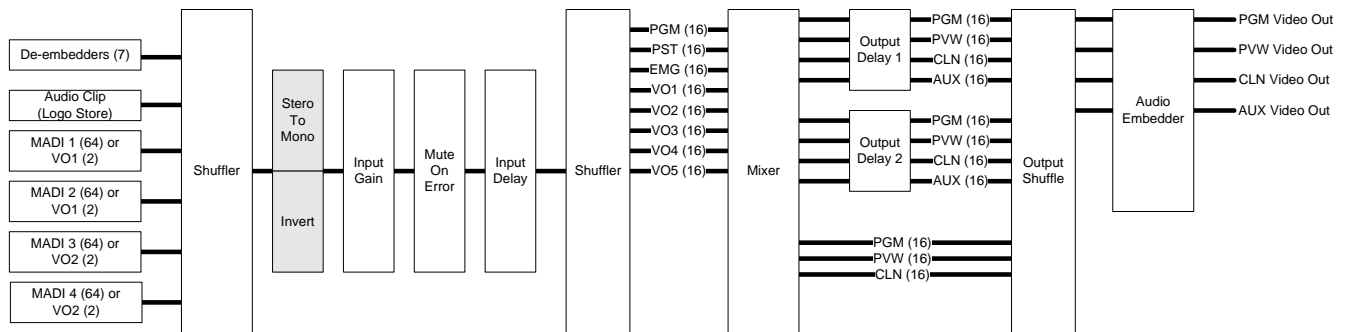 De-embedders (7)
Audio Clip
(Logo Store)
MADI 1 (64) or
VO1 (2)
MADI 2 (64) or
VO1 (2)
MADI 3 (64) or
VO2 (2)
MADI 4 (64) or
VO2 (2)
Shuffler
Stero
To
Mono
Invert
Input
Gain
Mute
On
Error
Input
Delay
Shuffler
PGM (16)
PST (16)
EMG (16)
VO1 (16)
VO2 (16)
VO3 (16)
VO4 (16)
VO5 (16)
Mixer
Output
Delay 1
PGM (16)
PVW (16)
CLN (16)
AUX (16)
Output
Delay 2
PGM (16)
PVW (16)
CLN (16)
AUX (16)
PGM (16)
PVW (16)
CLN (16)
Output
Shuffle
Audio
Embedder
PGM Video Out
PVW Video Out
CLN Video Out
AUX Video Out